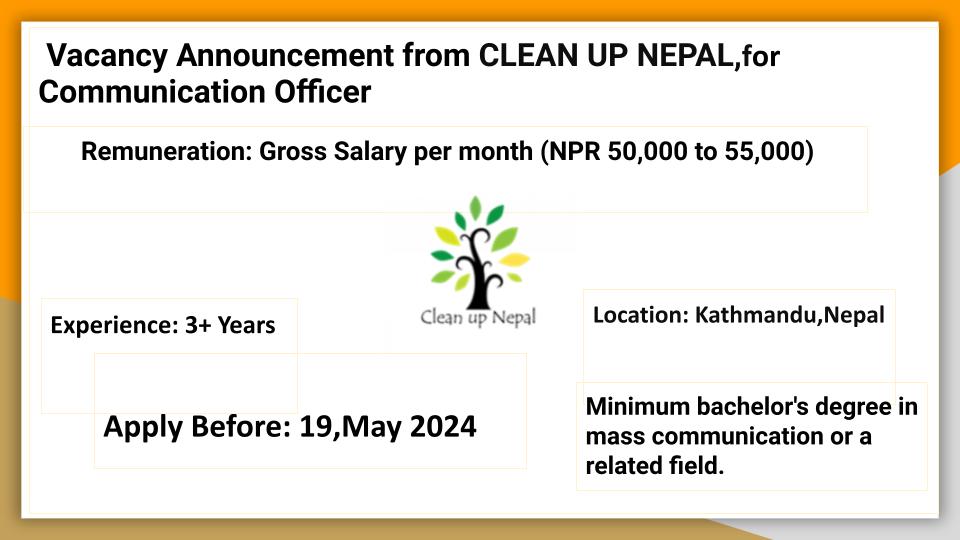 Vacancy Announcement from CLEAN UP NEPAL,for
Communication Officer
Remuneration: Gross Salary per month (NPR 50,000 to 55,000)
Clean up Nepal
Experience: 3+ Years
Location: Kathmandu,Nepal
Apply Before: 19,May 2024
Minimum bachelor's degree in
mass communication or a
related field.